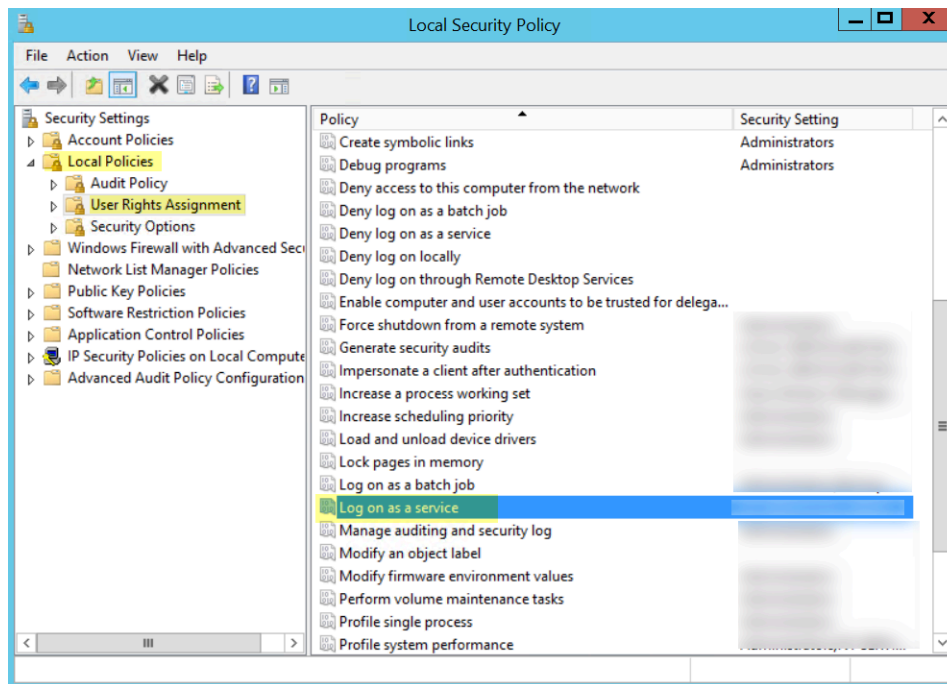 Local Security Policy
File Action View Help
Security Settings
Account Policies
Local Policies
Audit Policy
User Rights Assignment
Security Options
Windows Firewall with Advanced Secu
Network List Manager Policies
Public Key Policies
Software Restriction Policies
Application Control Policies
IP Security Policies on Local Compute
Advanced Audit Policy Configuration
Policy Security Setting
Create symbolic links Administrators
Debug programs Administrators
Deny access to this computer from the network
Deny log on as a batch job
Deny log on as a service
Deny log on locally
Deny log on through Remote Desktop Services
Enable computer and user accounts to be trusted for delega...
Force shutdown from a remote system
Generate security audits
Impersonate a client after authentication
Increase a process working set
Increase scheduling priority
Load and unload device drivers
Lock pages in memory
Log on as a batch job
Log on as a service
Manage auditing and security log
Modify an object label
Modify firmware environment values
Perform volume maintenance tasks
Profile single process
Profile system performance